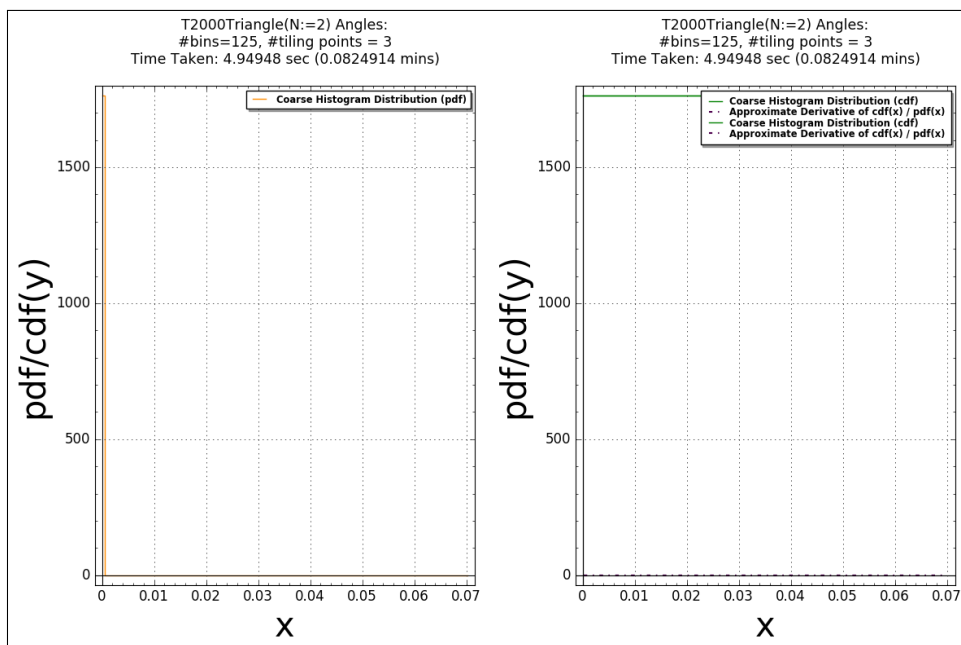 T2000Triangle(N:=2) Angles:
#bins=125, #tiling points = 3
Time Taken: 4.94948 sec (0.0824914 mins)
Coarse Histogram Distribution (pdf)
1500
1000
500
0
pdf/cdf(y)
0
0.01
0.02
0.03
0.04
0.05
0.06
0.07
x
T2000Triangle(N:=2) Angles:
#bins=125, #tiling points = 3
Time Taken: 4.94948 sec (0.0824914 mins)
Coarse Histogram Distribution (cdf)
Approximate Derivative of cdf(x) / pdf(x)
Coarse Histogram Distribution (cdf)
Approximate Derivative of cdf(x) / pdf(x)
1500
1000
500
0
pdf/cdf(y)
0
0.01
0.02
0.03
0.04
0.05
0.06
0.07
x